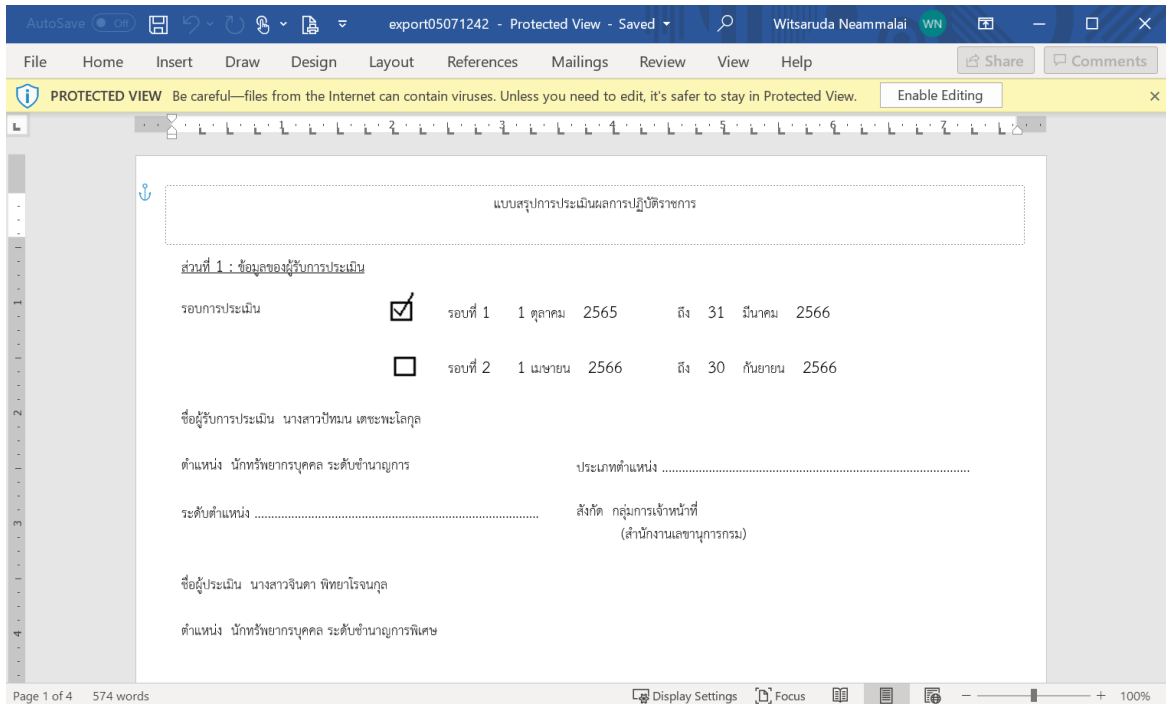 AutoSave Off export05071242 - Protected View - Saved Witsaruda Neammalai WN
File Home Insert Draw Design Layout References Mailings Review View Help Share Comments
PROTECTED VIEW Be careful—files from the Internet can contain viruses. Unless you need to edit, it's safer to stay in Protected View. Enable Editing
1 2 3 4 5 6 7
แบบสรุปการประเมินผลการปฏิบัติราชการ
ส่วนที่ 1 : ข้อมูลของผู้รับการประเมิน
รอบการประเมิน รอบที่ 1 1 ตุลาคม 2565 ถึง 31 มีนาคม 2566
รอบที่ 2 1 เมษายน 2566 ถึง 30 กันยายน 2566
ชื่อผู้รับการประเมิน นางสาวปัทมน เตชะพะโลกุล
ตำแหน่ง นักทรัพยากรบุคคล ระดับชำนาญการ ประเภทตำแหน่ง ............................................................................................
ระดับตำแหน่ง ..................................................................................... สังกัด กลุ่มการเจ้าหน้าที่
(สำนักงานเลขานุการกรม)
ชื่อผู้ประเมิน นางสาวจินดา พิทยาโรจนกุล
ตำแหน่ง นักทรัพยากรบุคคล ระดับชำนาญการพิเศษ
1
2
3
4
Page 1 of 4 574 words Display Settings Focus 100%